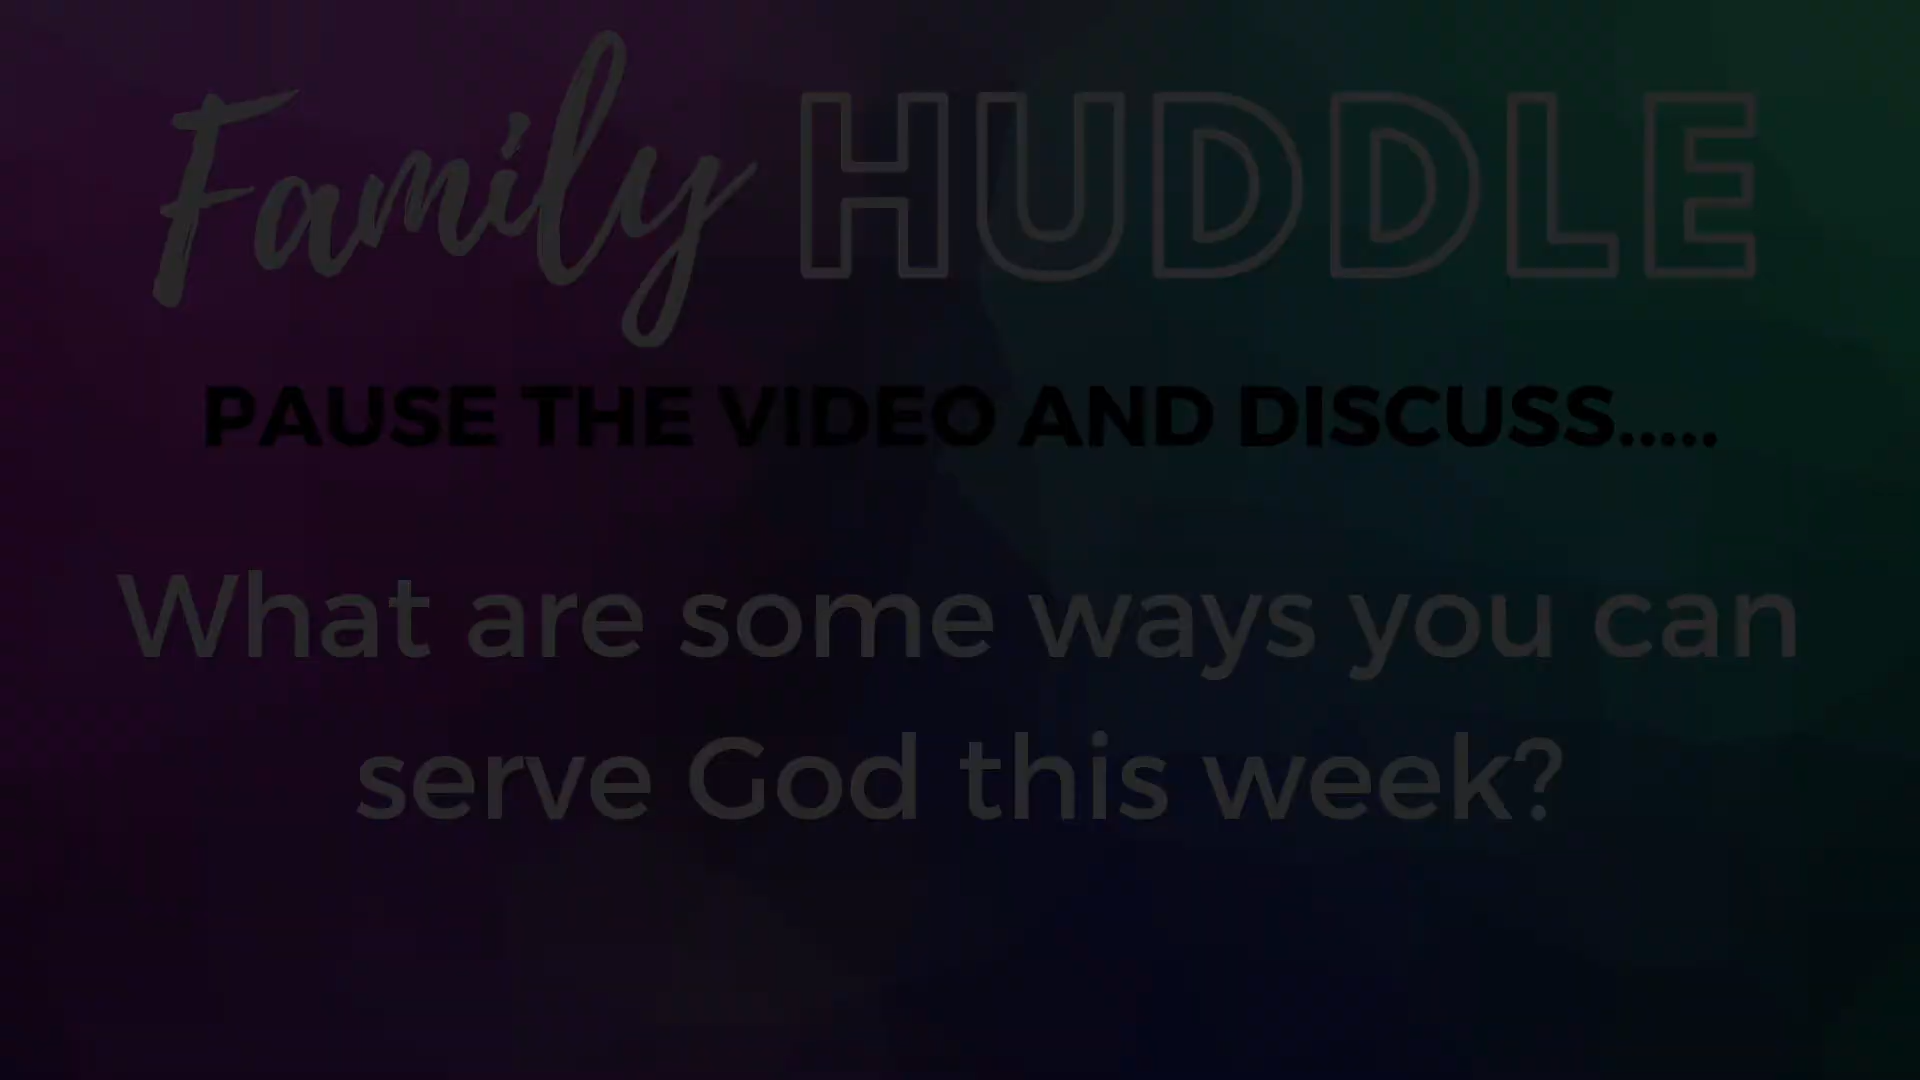 Family HUDDLE
PAUSE THE VIDEO AND DISCUSS.....
What are some ways you can
serve God this week?